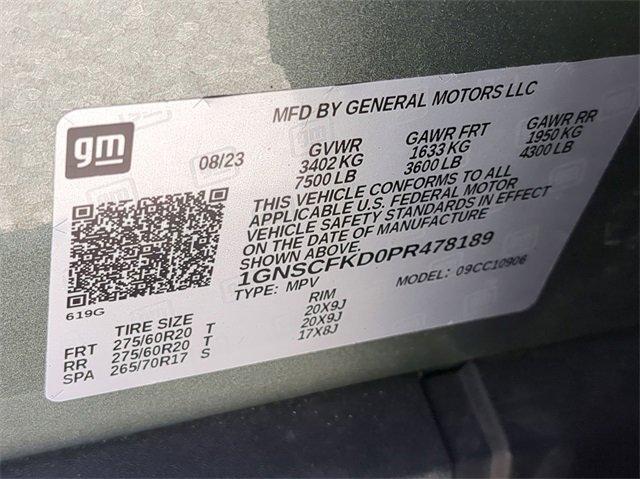 MFD BY GENERAL MOTORS LLC
gm
08/23
GVWR GAWR FRT GAWR RR
3402 KG 1633 KG 1950 KG
7500 LB 3600 LB 4300 LB
THIS VEHICLE CONFORMS TO ALL
APPLICABLE U.S. FEDERAL MOTOR
VEHICLE SAFETY STANDARDS IN EFFECT
ON THE DATE OF MANUFACTURE
SHOWN ABOVE.
1GNSCFKD0PR478189
TYPE: MPV MODEL: 09CC10906
619G
TIRE SIZE RIM
FRT 275/60R20 T 20X9J
RR 275/60R20 T 20X9J
SPA 265/70R17 S 17X8J